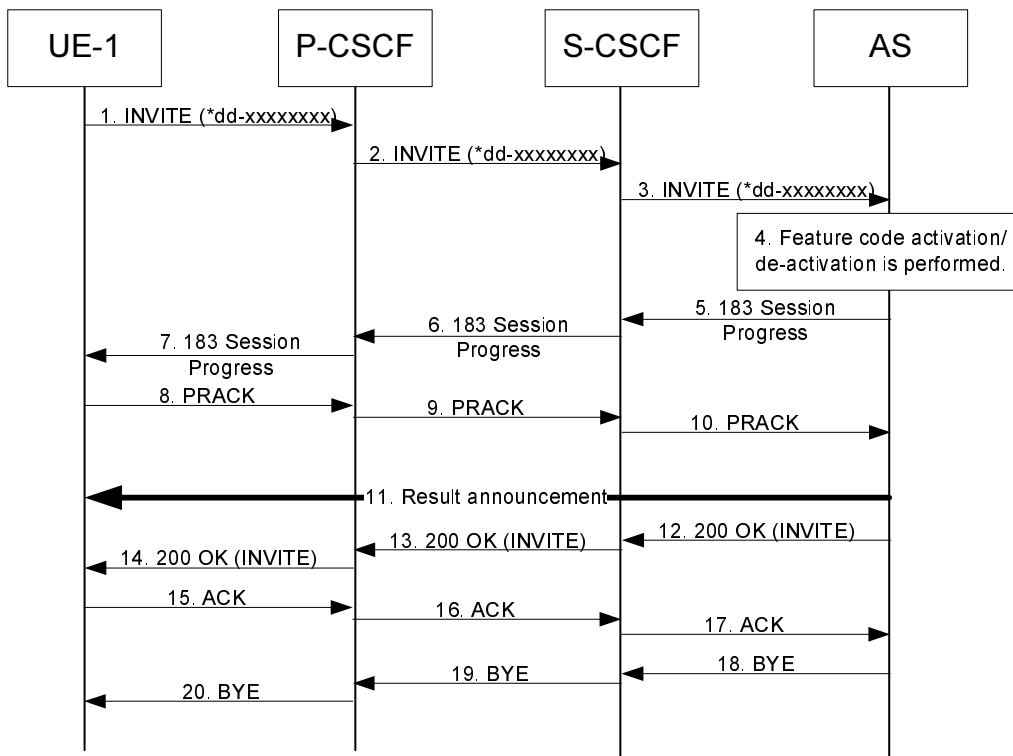 UE-1
P-CSCF
S-CSCF
AS
1. INVITE (*dd-xxxxxxxx)
2. INVITE (*dd-xxxxxxxx)
3. INVITE (*dd-xxxxxxxx)
4. Feature code activation/
de-activation is performed.
5. 183 Session
Progress
6. 183 Session
Progress
7. 183 Session
Progress
8. PRACK
9. PRACK
10. PRACK
11. Result announcement
12. 200 OK (INVITE)
13. 200 OK (INVITE)
14. 200 OK (INVITE)
15. ACK
16. ACK
17. ACK
18. BYE
19. BYE
20. BYE